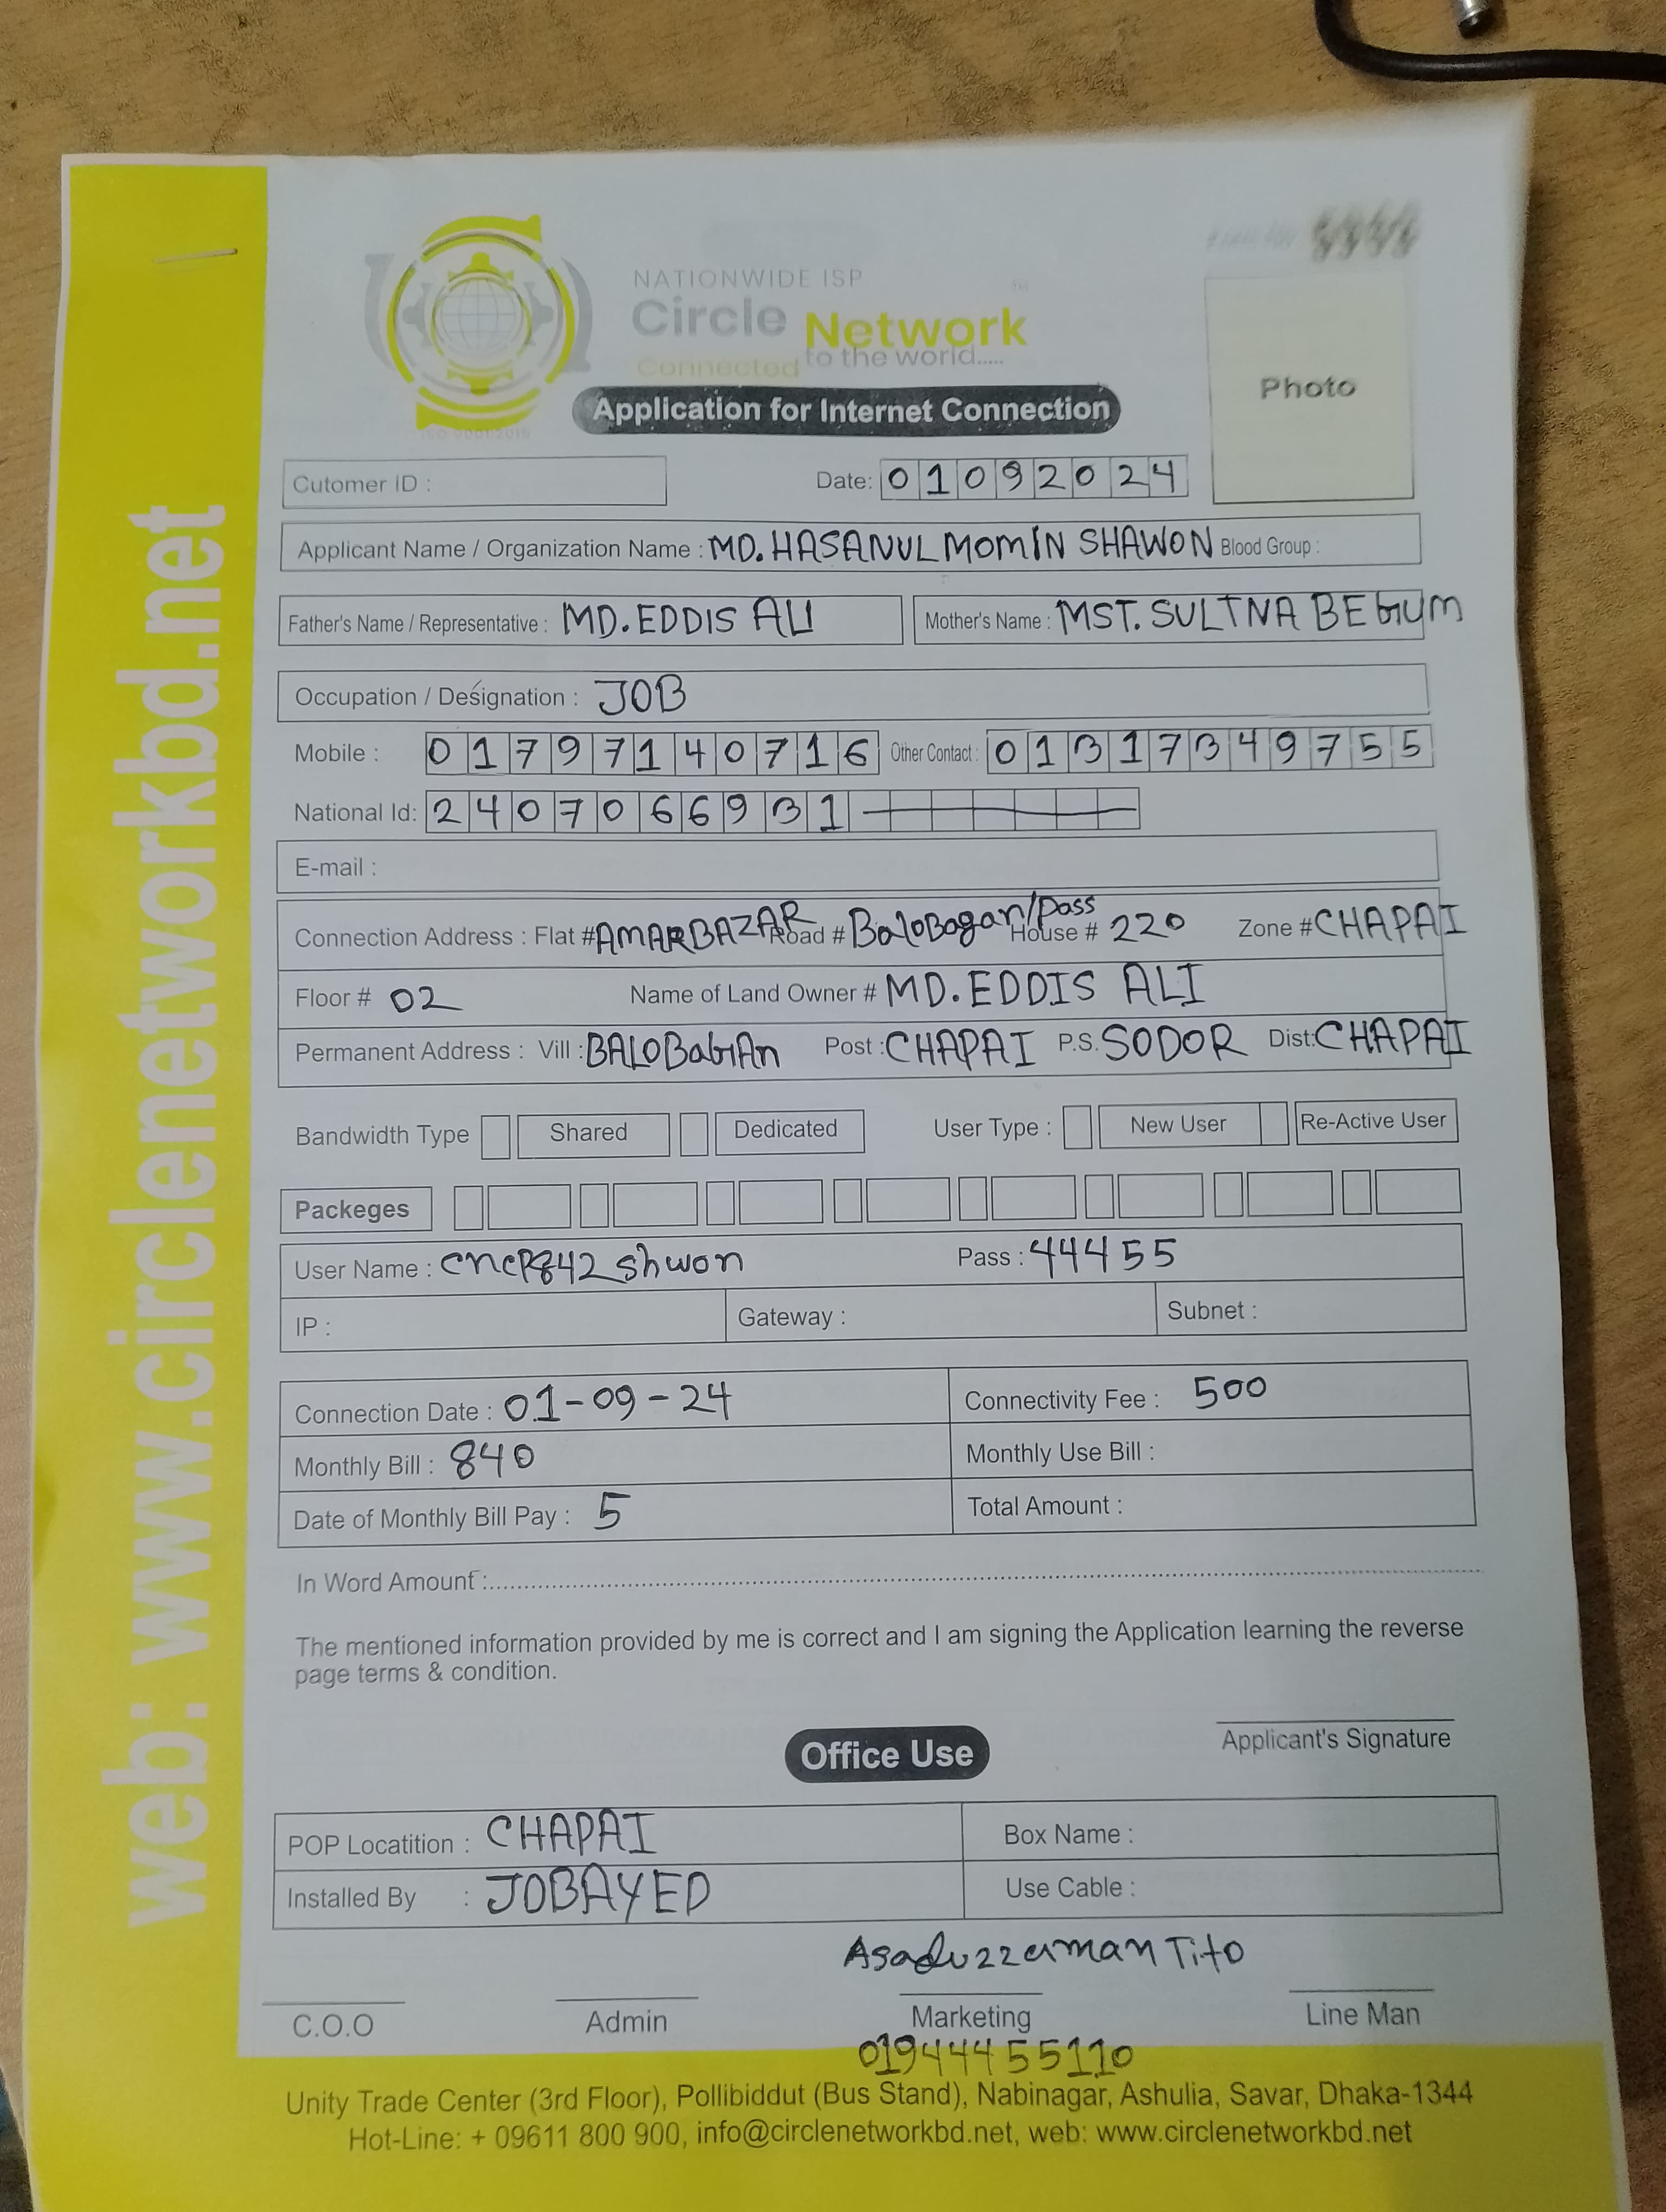 NATIONWIDE ISP
Circle Network
Connected to the world.....
Application for Internet Connection
Photo
Cutomer ID :
Date: 01092024
Applicant Name / Organization Name : MD. HASANUL MOMIN SHAWON Blood Group :
Father's Name / Representative : MD. EDDIS ALI Mother's Name : MST. SULTNA BEGUM
Occupation / Designation : JOB
Mobile : 01797140716 Other Contact : 01317349755
National Id: 2407066931
E-mail :
Connection Address : Flat # AMARBAZAR Road # BaloBagan/pass House # 220 Zone # CHAPAI
Floor # 02 Name of Land Owner # MD. EDDIS ALI
Permanent Address : Vill : BALOBaGAn Post : CHAPAI P.S. SODOR Dist: CHAPAI
Bandwidth Type Shared Dedicated User Type : New User Re-Active User
Packeges
User Name : cncp842 shwon Pass : 44455
IP : Gateway : Subnet :
Connection Date : 01-09-24 Connectivity Fee : 500
Monthly Bill : 840 Monthly Use Bill :
Date of Monthly Bill Pay : 5 Total Amount :
In Word Amount :
The mentioned information provided by me is correct and I am signing the Application learning the reverse
page terms & condition.
Applicant's Signature
Office Use
POP Locatition : CHAPAI Box Name :
Installed By : JOBAYED Use Cable :
Asaduzzaman Tito
C.O.O Admin Marketing Line Man
01944455110
Unity Trade Center (3rd Floor), Pollibiddut (Bus Stand), Nabinagar, Ashulia, Savar, Dhaka-1344
Hot-Line: + 09611 800 900, info@circlenetworkbd.net, web: www.circlenetworkbd.net
web: www.circlenetworkbd.net